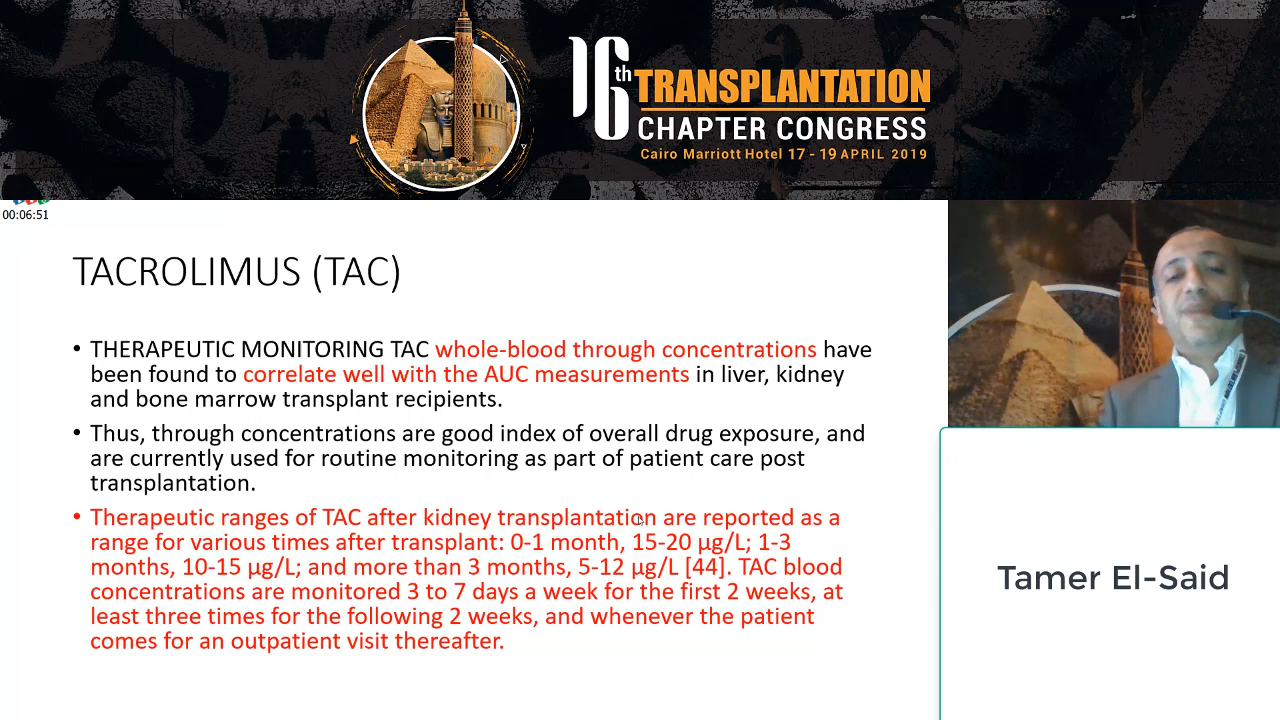 16th TRANSPLANTATION
CHAPTER CONGRESS
Cairo Marriott Hotel 17 - 19 APRIL 2019
00:06:51
TACROLIMUS (TAC)
• THERAPEUTIC MONITORING TAC whole-blood through concentrations have
been found to correlate well with the AUC measurements in liver, kidney
and bone marrow transplant recipients.
• Thus, through concentrations are good index of overall drug exposure, and
are currently used for routine monitoring as part of patient care post
transplantation.
• Therapeutic ranges of TAC after kidney transplantation are reported as a
range for various times after transplant: 0-1 month, 15-20 µg/L; 1-3
months, 10-15 µg/L; and more than 3 months, 5-12 µg/L [44]. TAC blood
concentrations are monitored 3 to 7 days a week for the first 2 weeks, at
least three times for the following 2 weeks, and whenever the patient
comes for an outpatient visit thereafter.
Tamer El-Said